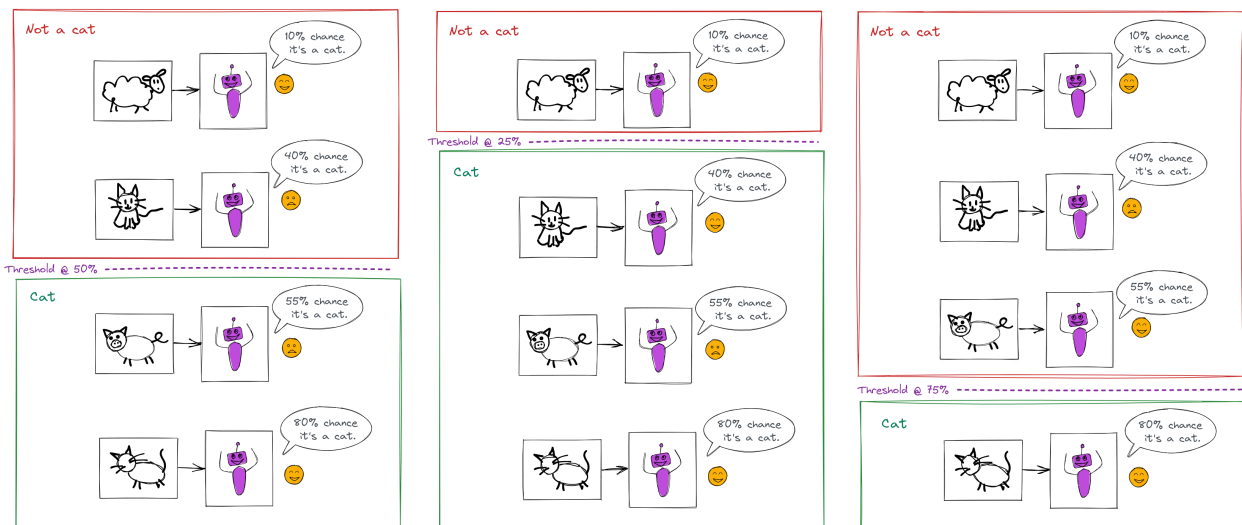 Not a cat
10% chance
it's a cat.
40% chance
it's a cat.
Threshold @ 50%
Cat
55% chance
it's a cat.
80% chance
it's a cat.
Not a cat
10% chance
it's a cat.
Threshold @ 25%
Cat
40% chance
it's a cat.
55% chance
it's a cat.
80% chance
it's a cat.
Not a cat
10% chance
it's a cat.
40% chance
it's a cat.
55% chance
it's a cat.
Threshold @ 75%
Cat
80% chance
it's a cat.